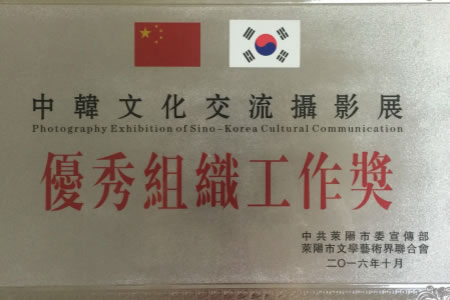 中韓文化交流攝影展
Photography Exhibition of Sino-Korea Cultural Communication
優秀組織工作獎
中共萊陽市委宣傳部
萊陽市文學藝術界聯合會
二〇一六年十月